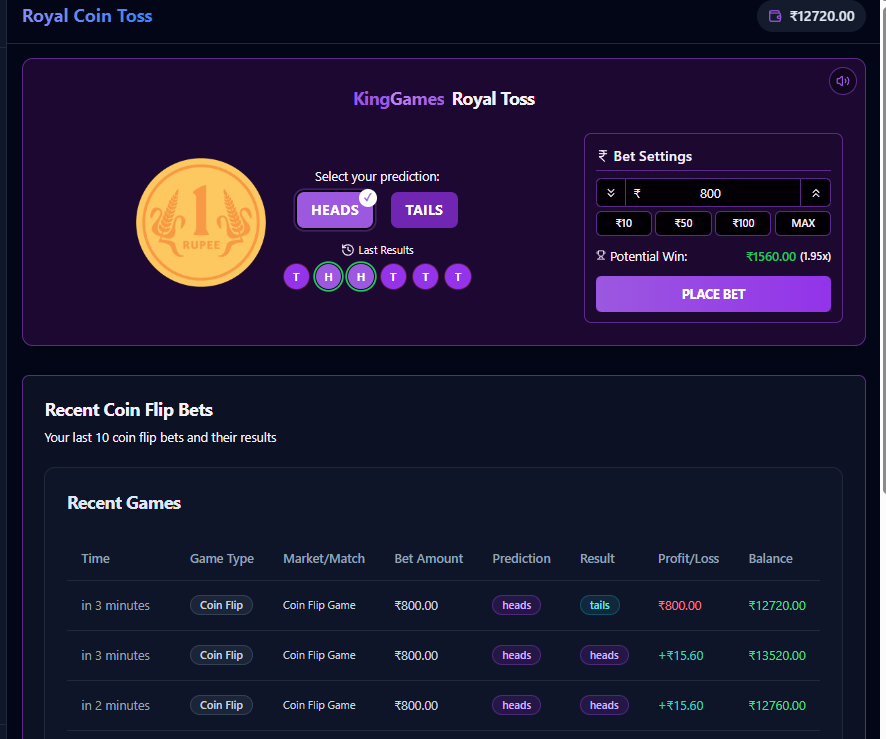 Royal Coin Toss
₹12720.00
KingGames Royal Toss
1
RUPEE
Select your prediction:
HEADS
TAILS
Last Results
T H H T T T
₹ Bet Settings
₹ 800
₹10 ₹50 ₹100 MAX
Potential Win: ₹1560.00 (1.95x)
PLACE BET
Recent Coin Flip Bets
Your last 10 coin flip bets and their results
Recent Games
Time Game Type Market/Match Bet Amount Prediction Result Profit/Loss Balance
in 3 minutes Coin Flip Coin Flip Game ₹800.00 heads tails ₹800.00 ₹12720.00
in 3 minutes Coin Flip Coin Flip Game ₹800.00 heads heads +₹15.60 ₹13520.00
in 2 minutes Coin Flip Coin Flip Game ₹800.00 heads heads +₹15.60 ₹12760.00